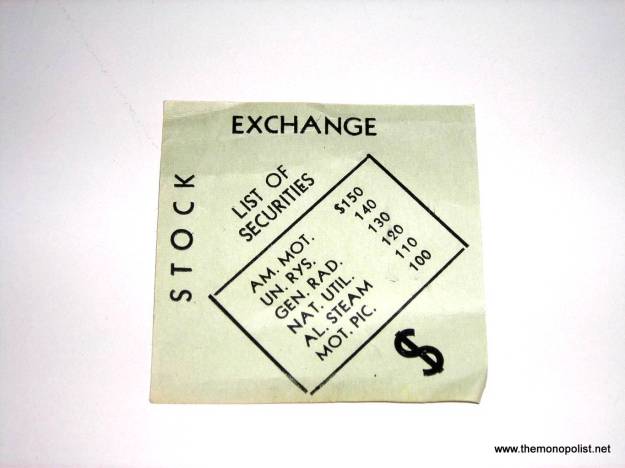 EXCHANGE
STOCK
LIST OF
SECURITIES
AM. MOT. $150
UN. RYS. 140
GEN. RAD. 130
NAT. UTIL. 120
AL. STEAM 110
MOT. PIC. 100
$
www.themonopolist.net